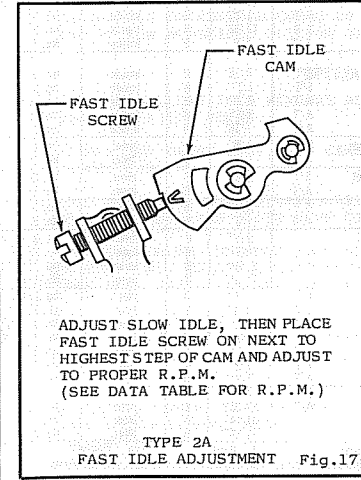 FAST IDLE
CAM
FAST IDLE
SCREW
ADJUST SLOW IDLE, THEN PLACE
FAST IDLE SCREW ON NEXT TO
HIGHEST STEP OF CAM AND ADJUST
TO PROPER R.P.M.
(SEE DATA TABLE FOR R.P.M.)
TYPE 2A
FAST IDLE ADJUSTMENT Fig.17